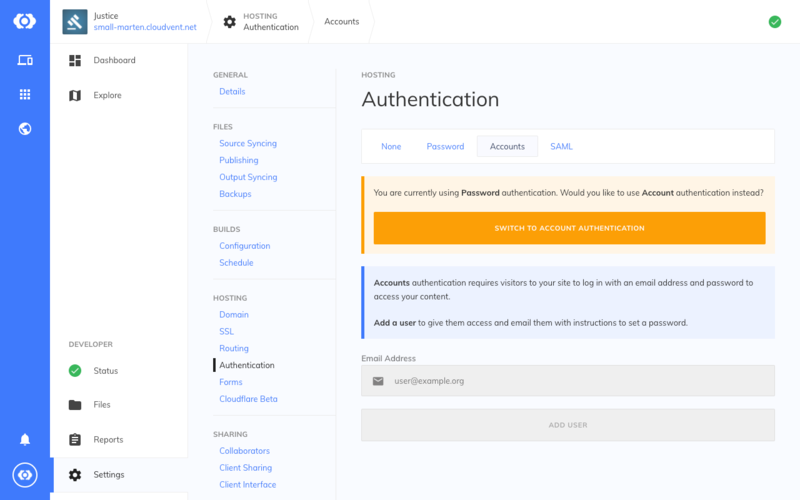 Justice
small-marten.cloudvent.net
HOSTING
Authentication
Accounts
Dashboard
Explore
DEVELOPER
Status
Files
Reports
Settings
GENERAL
Details
FILES
Source Syncing
Publishing
Output Syncing
Backups
BUILDS
Configuration
Schedule
HOSTING
Domain
SSL
Routing
Authentication
Forms
Cloudflare Beta
SHARING
Collaborators
Client Sharing
Client Interface
HOSTING
Authentication
None
Password
Accounts
SAML
You are currently using Password authentication. Would you like to use Account authentication instead?
SWITCH TO ACCOUNT AUTHENTICATION
Accounts authentication requires visitors to your site to log in with an email address and password to
access your content.
Add a user to give them access and email them with instructions to set a password.
Email Address
user@example.org
ADD USER